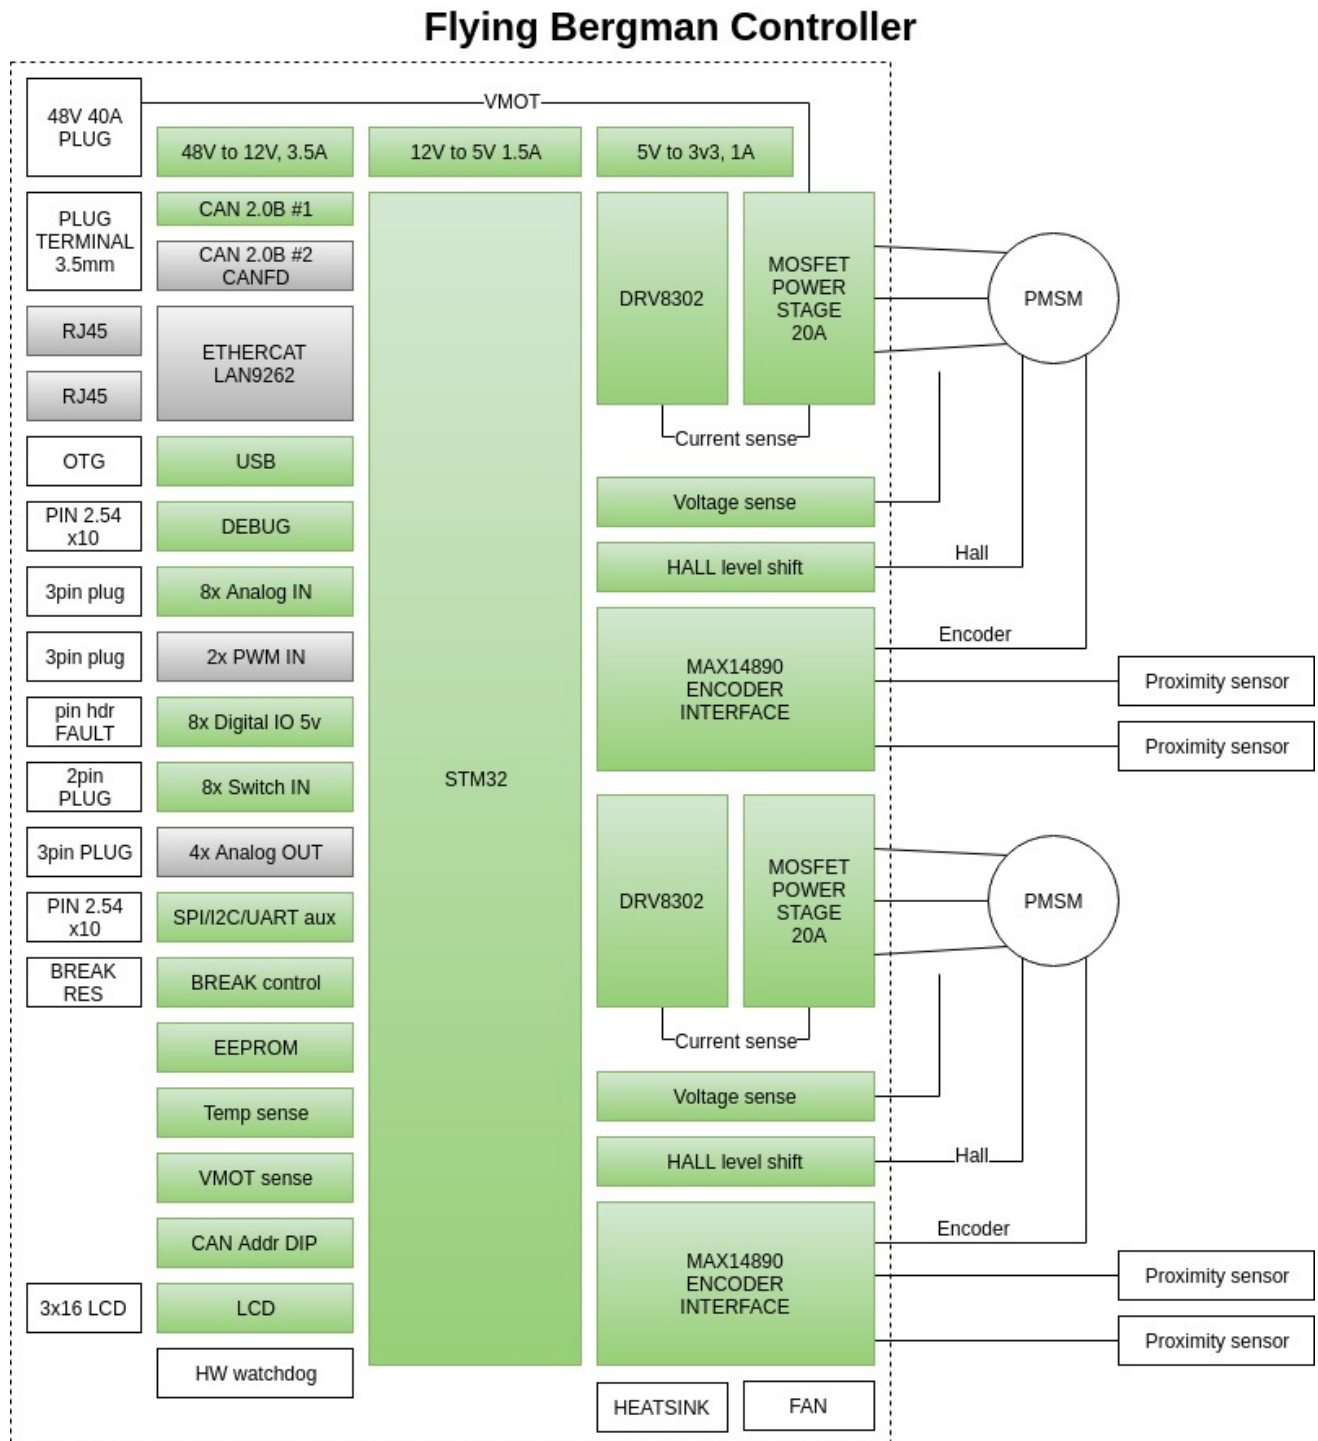 Flying Bergman Controller
48V 40A
PLUG
VMOT
48V to 12V, 3.5A
12V to 5V 1.5A
5V to 3v3, 1A
PLUG
TERMINAL
3.5mm
CAN 2.0B #1
CAN 2.0B #2
CANFD
RJ45
RJ45
ETHERCAT
LAN9262
OTG
USB
PIN 2.54
x10
DEBUG
3pin plug
8x Analog IN
3pin plug
2x PWM IN
pin hdr
FAULT
8x Digital IO 5v
2pin
PLUG
8x Switch IN
3pin PLUG
4x Analog OUT
PIN 2.54
x10
SPI/I2C/UART aux
BREAK
RES
BREAK control
EEPROM
Temp sense
VMOT sense
CAN Addr DIP
3x16 LCD
LCD
HW watchdog
STM32
DRV8302
MOSFET
POWER
STAGE
20A
PMSM
Current sense
Voltage sense
HALL level shift
Hall
Encoder
MAX14890
ENCODER
INTERFACE
Proximity sensor
Proximity sensor
DRV8302
MOSFET
POWER
STAGE
20A
PMSM
Current sense
Voltage sense
HALL level shift
Hall
Encoder
MAX14890
ENCODER
INTERFACE
Proximity sensor
Proximity sensor
HEATSINK
FAN